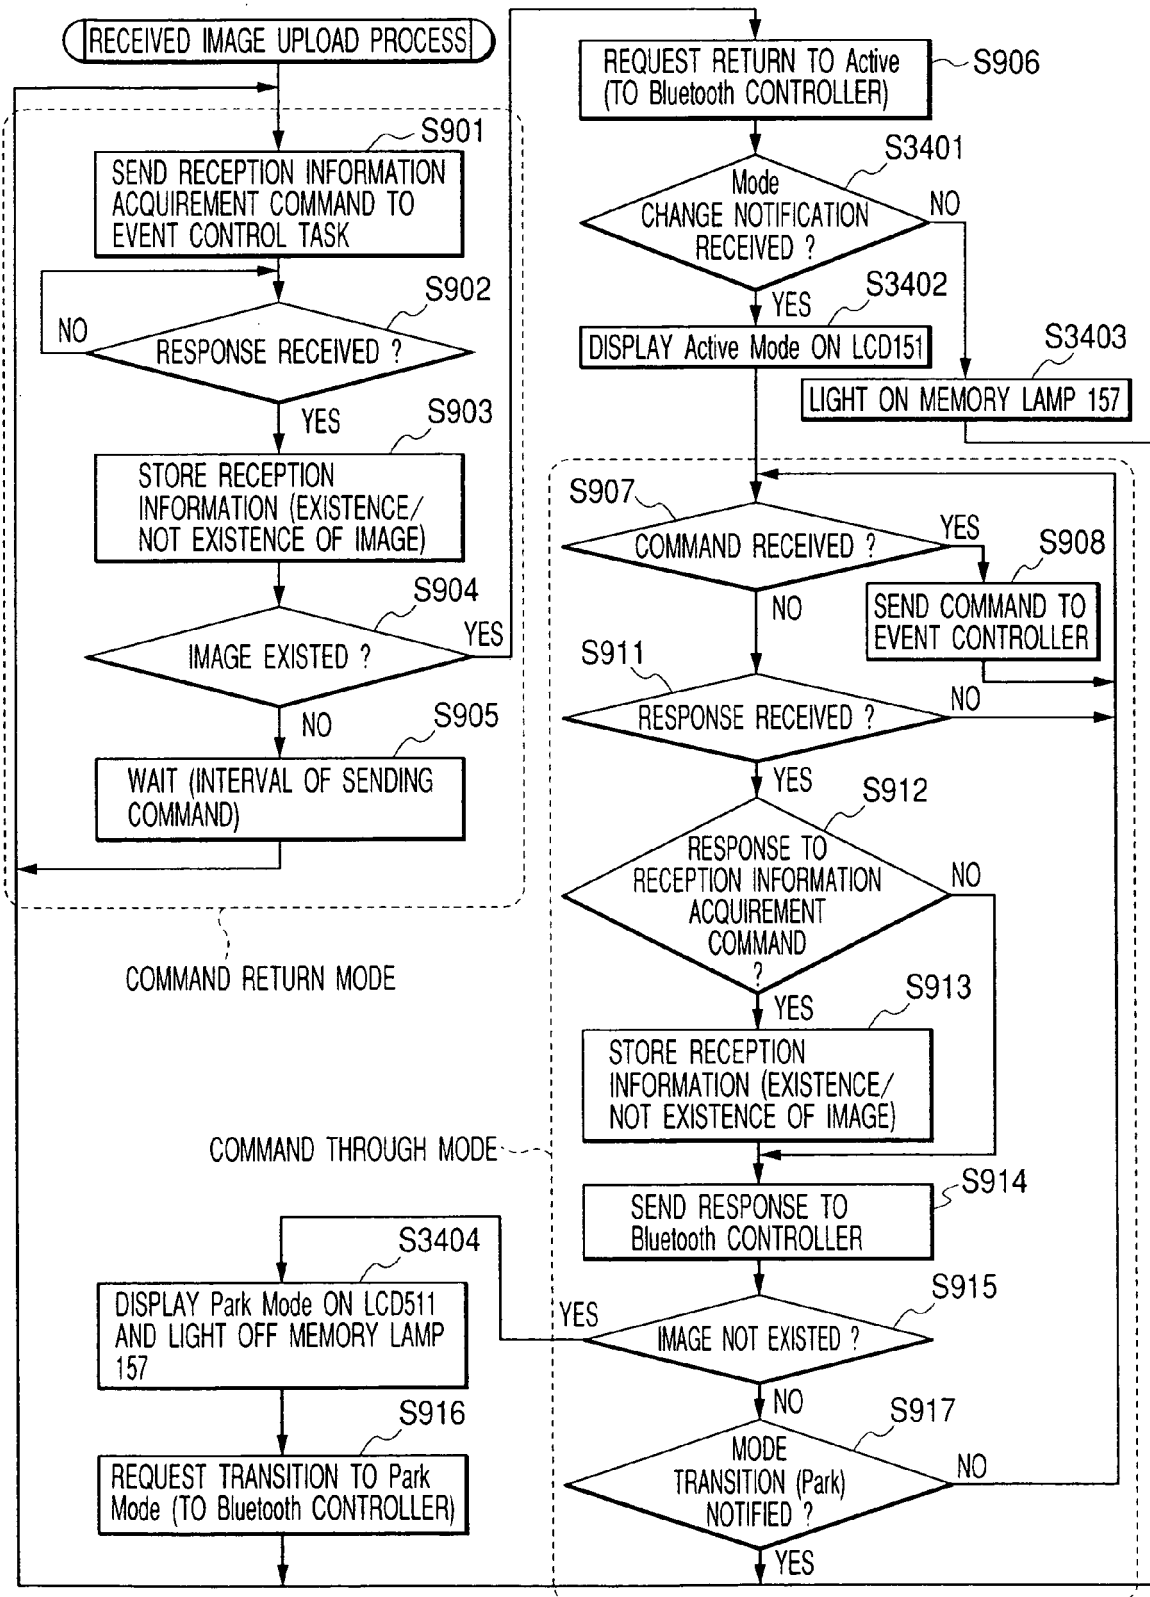 RECEIVED IMAGE UPLOAD PROCESS
S901
SEND RECEPTION INFORMATION
ACQUIREMENT COMMAND TO
EVENT CONTROL TASK
S902
NO
RESPONSE RECEIVED ?
YES
S903
STORE RECEPTION
INFORMATION (EXISTENCE/
NOT EXISTENCE OF IMAGE)
S904
YES
IMAGE EXISTED ?
NO
S905
WAIT (INTERVAL OF SENDING
COMMAND)
COMMAND RETURN MODE
REQUEST RETURN TO Active
(TO Bluetooth CONTROLLER)
S906
S3401
Mode
CHANGE NOTIFICATION
RECEIVED ?
NO
YES
S3402
DISPLAY Active Mode ON LCD151
S3403
LIGHT ON MEMORY LAMP 157
S907
COMMAND RECEIVED ?
YES
S908
SEND COMMAND TO
EVENT CONTROLLER
NO
S911
RESPONSE RECEIVED ?
NO
YES
S912
RESPONSE TO
RECEPTION INFORMATION
ACQUIREMENT
COMMAND
?
NO
YES
S913
STORE RECEPTION
INFORMATION (EXISTENCE/
NOT EXISTENCE OF IMAGE)
COMMAND THROUGH MODE
S914
SEND RESPONSE TO
Bluetooth CONTROLLER
S915
YES
IMAGE NOT EXISTED ?
NO
S3404
DISPLAY Park Mode ON LCD511
AND LIGHT OFF MEMORY LAMP
157
S916
REQUEST TRANSITION TO Park
Mode (TO Bluetooth CONTROLLER)
S917
MODE
TRANSITION (Park)
NOTIFIED ?
NO
YES